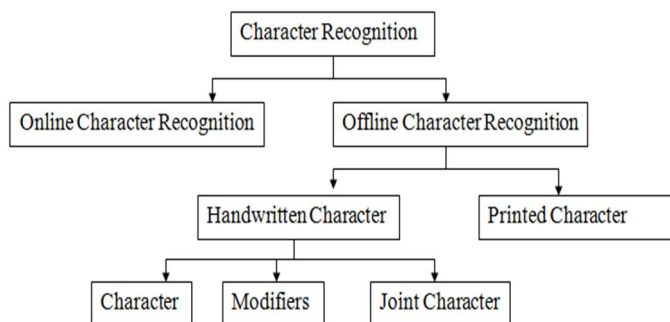 Character Recognition
Online Character Recognition
Offline Character Recognition
Handwritten Character
Printed Character
Character
Modifiers
Joint Character